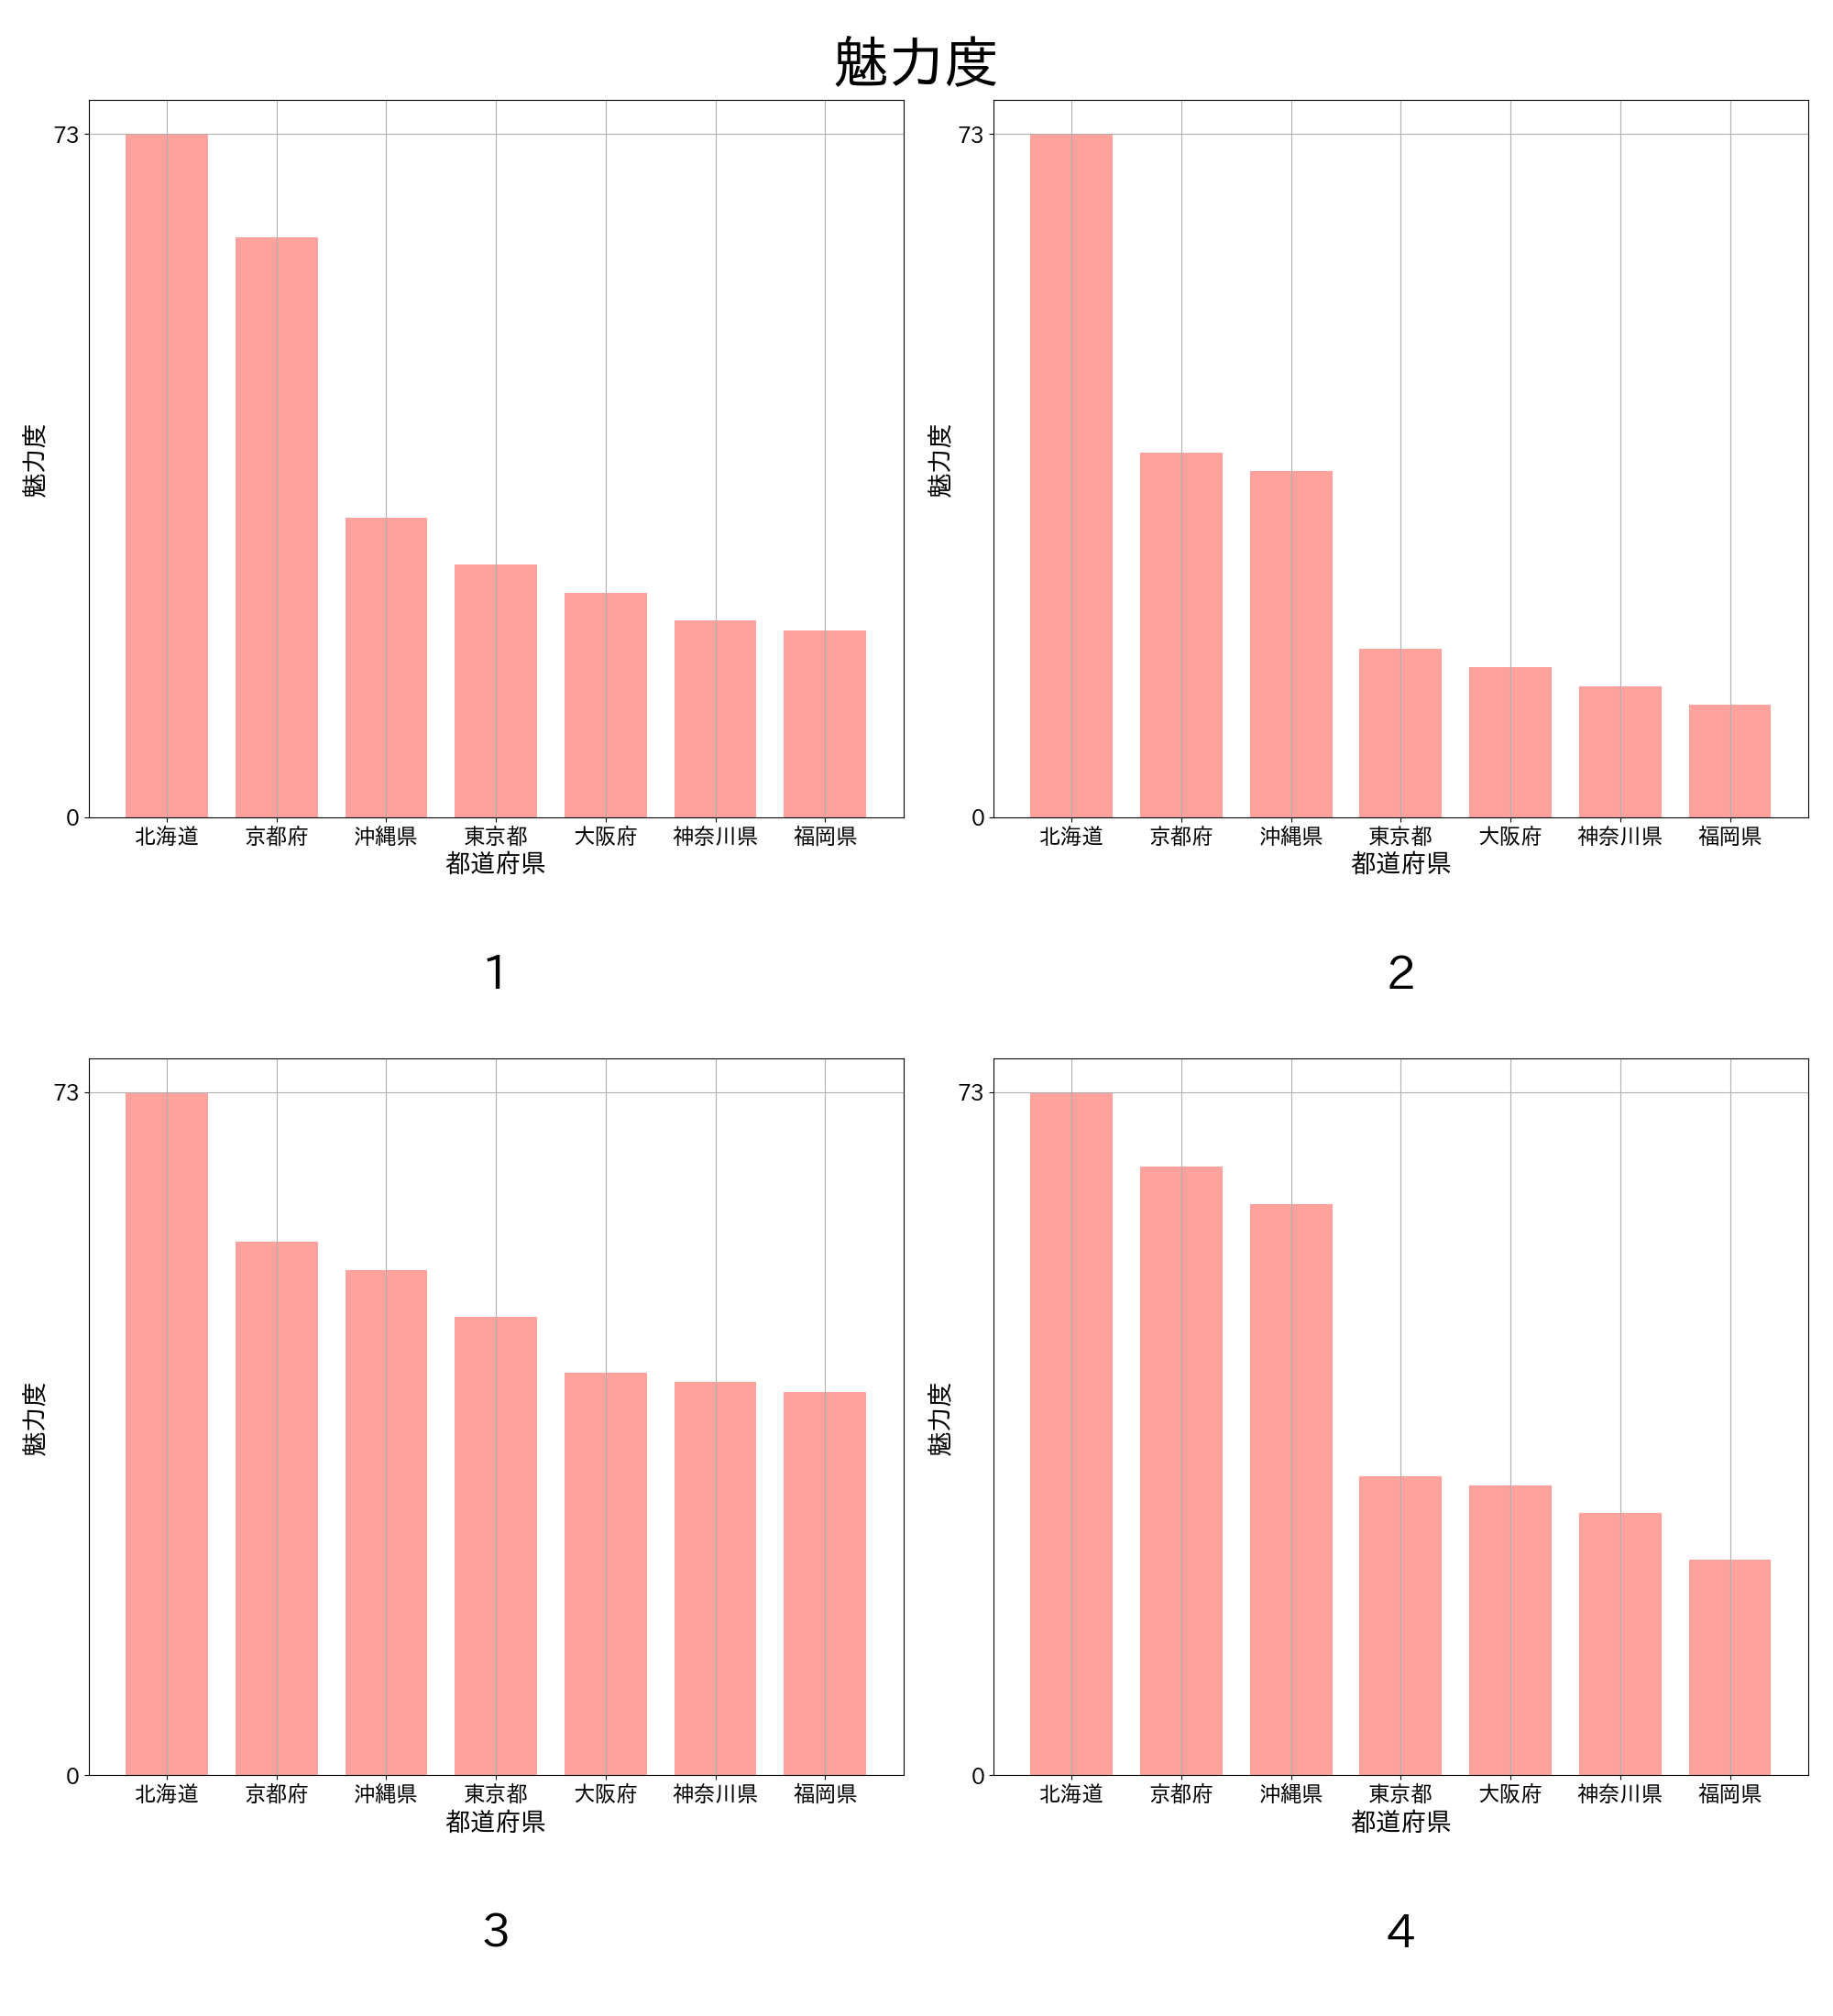 魅力度
73
0
魅力度
北海道 京都府 沖縄県 東京都 大阪府 神奈川県 福岡県
都道府県
1
73
0
魅力度
北海道 京都府 沖縄県 東京都 大阪府 神奈川県 福岡県
都道府県
2
73
0
魅力度
北海道 京都府 沖縄県 東京都 大阪府 神奈川県 福岡県
都道府県
3
73
0
魅力度
北海道 京都府 沖縄県 東京都 大阪府 神奈川県 福岡県
都道府県
4